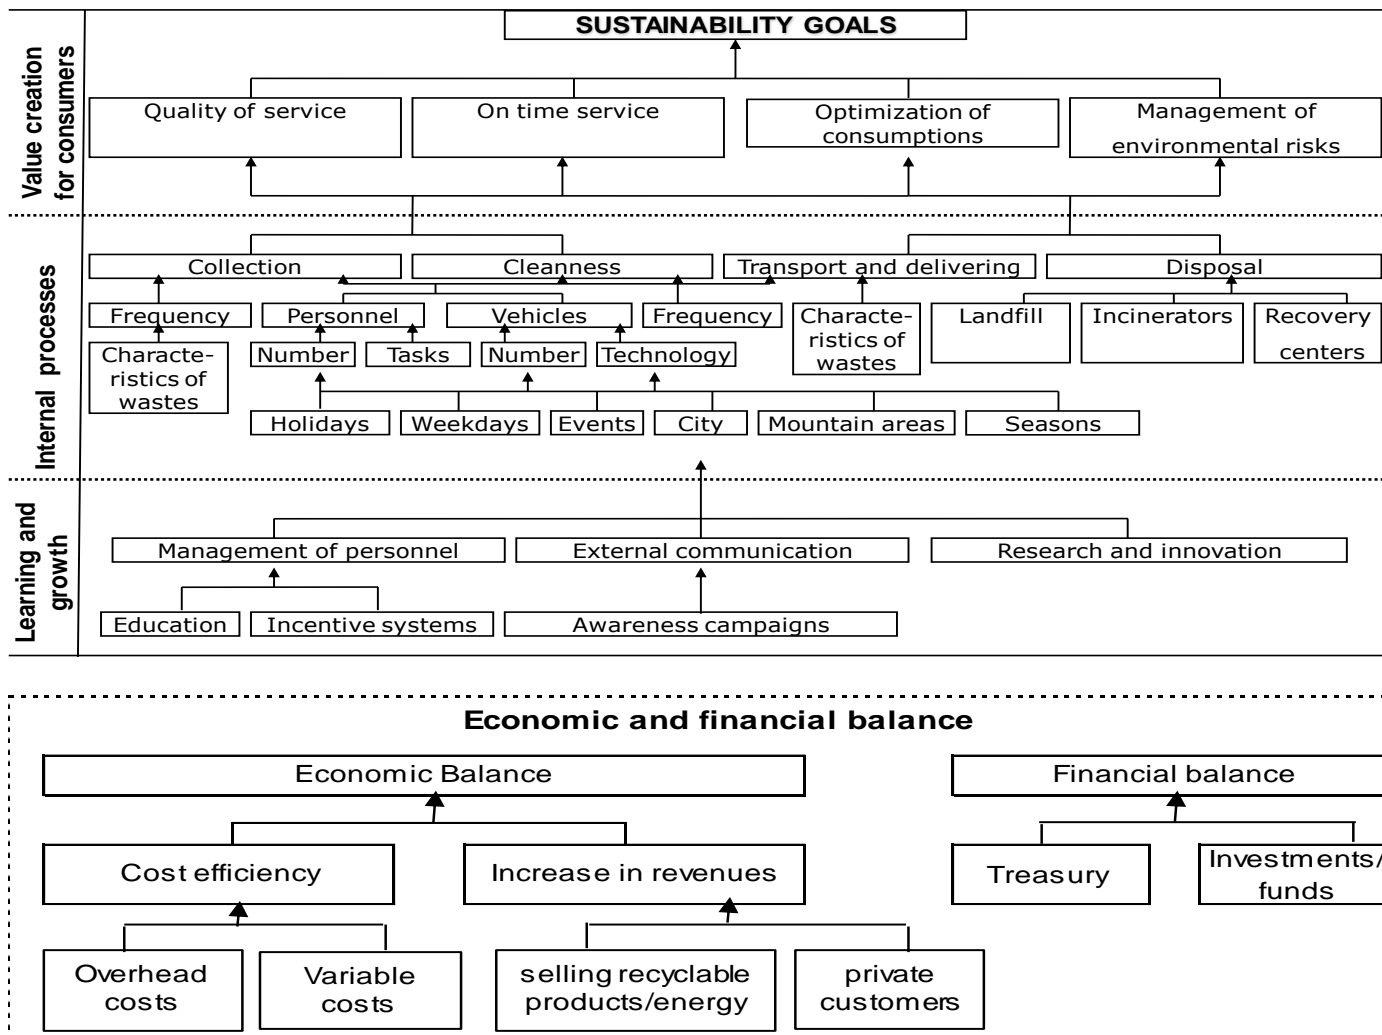 SUSTAINABILITY GOALS
Value creation
for consumers
Quality of service
On time service
Optimization of
consumptions
Management of
environmental risks
Internal processes
Collection
Cleanness
Transport and delivering
Disposal
Frequency
Personnel
Vehicles
Frequency
Characte-
ristics of
wastes
Landfill
Incinerators
Recovery
centers
Characte-
ristics of
wastes
Number
Tasks
Number
Technology
Holidays
Weekdays
Events
City
Mountain areas
Seasons
Learning and
growth
Management of personnel
External communication
Research and innovation
Education
Incentive systems
Awareness campaigns
Economic and financial balance
Economic Balance
Financial balance
Cost efficiency
Increase in revenues
Treasury
Investments/
funds
Overhead
costs
Variable
costs
selling recyclable
products/energy
private
customers